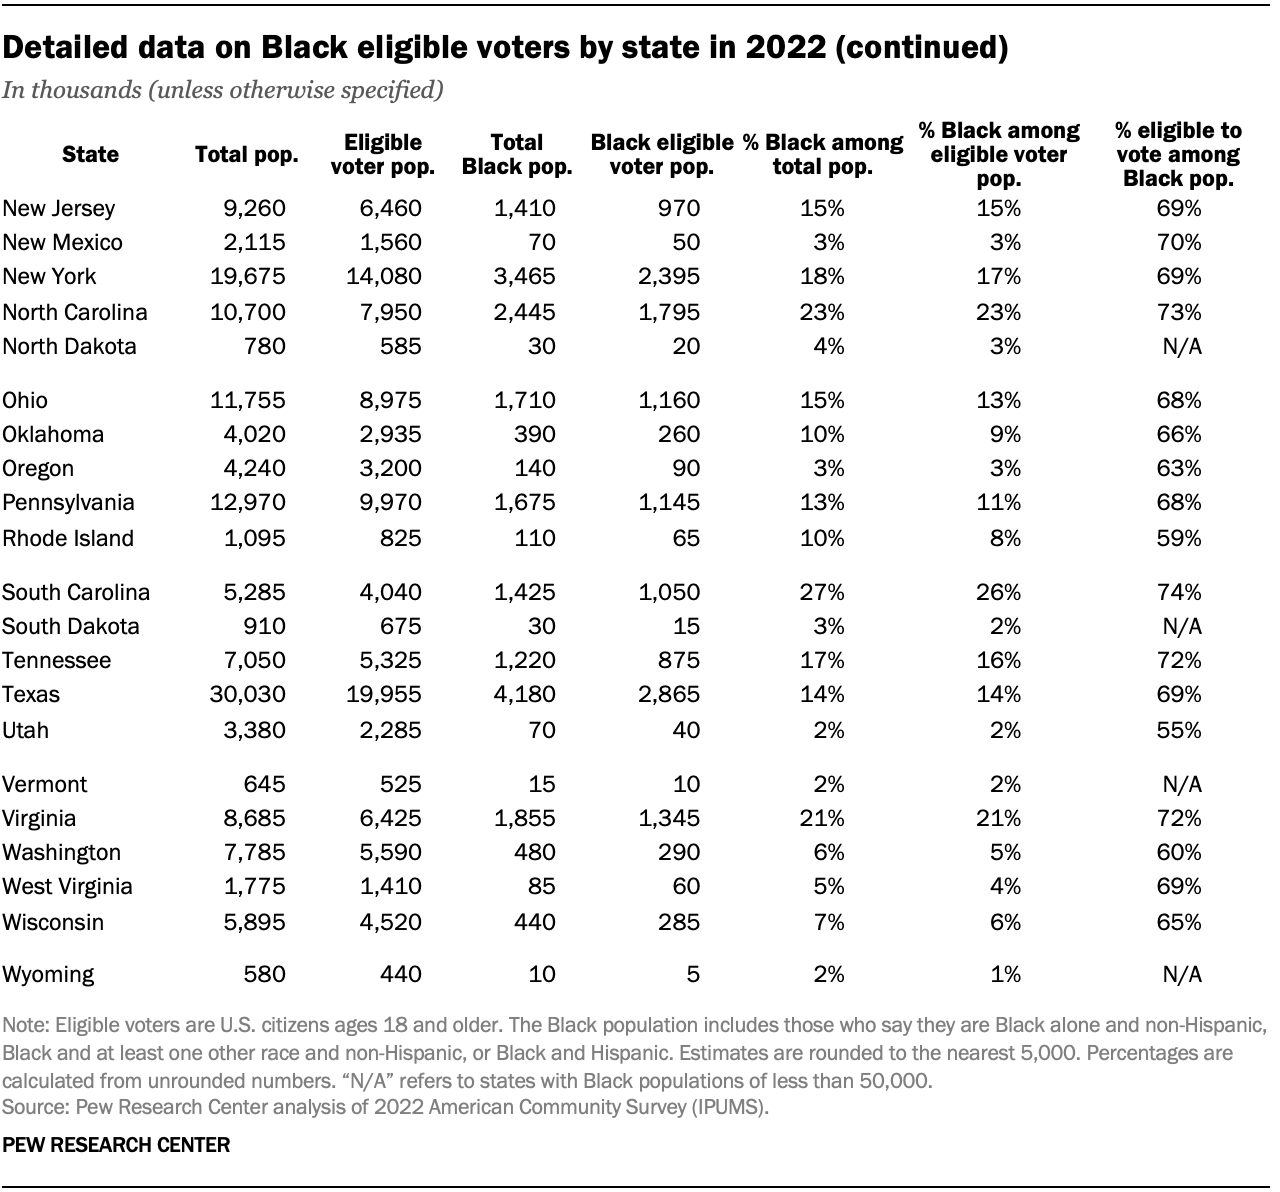 Detailed data on Black eligible voters by state in 2022 (continued)
In thousands (unless otherwise specified)
State Total pop. Eligible voter pop. Total Black pop. Black eligible voter pop. % Black among total pop. % Black among eligible voter pop. % eligible to vote among Black pop.
New Jersey 9,260 6,460 1,410 970 15% 15% 69%
New Mexico 2,115 1,560 70 50 3% 3% 70%
New York 19,675 14,080 3,465 2,395 18% 17% 69%
North Carolina 10,700 7,950 2,445 1,795 23% 23% 73%
North Dakota 780 585 30 20 4% 3% N/A
Ohio 11,755 8,975 1,710 1,160 15% 13% 68%
Oklahoma 4,020 2,935 390 260 10% 9% 66%
Oregon 4,240 3,200 140 90 3% 3% 63%
Pennsylvania 12,970 9,970 1,675 1,145 13% 11% 68%
Rhode Island 1,095 825 110 65 10% 8% 59%
South Carolina 5,285 4,040 1,425 1,050 27% 26% 74%
South Dakota 910 675 30 15 3% 2% N/A
Tennessee 7,050 5,325 1,220 875 17% 16% 72%
Texas 30,030 19,955 4,180 2,865 14% 14% 69%
Utah 3,380 2,285 70 40 2% 2% 55%
Vermont 645 525 15 10 2% 2% N/A
Virginia 8,685 6,425 1,855 1,345 21% 21% 72%
Washington 7,785 5,590 480 290 6% 5% 60%
West Virginia 1,775 1,410 85 60 5% 4% 69%
Wisconsin 5,895 4,520 440 285 7% 6% 65%
Wyoming 580 440 10 5 2% 1% N/A
Note: Eligible voters are U.S. citizens ages 18 and older. The Black population includes those who say they are Black alone and non-Hispanic,
Black and at least one other race and non-Hispanic, or Black and Hispanic. Estimates are rounded to the nearest 5,000. Percentages are
calculated from unrounded numbers. “N/A” refers to states with Black populations of less than 50,000.
Source: Pew Research Center analysis of 2022 American Community Survey (IPUMS).
PEW RESEARCH CENTER